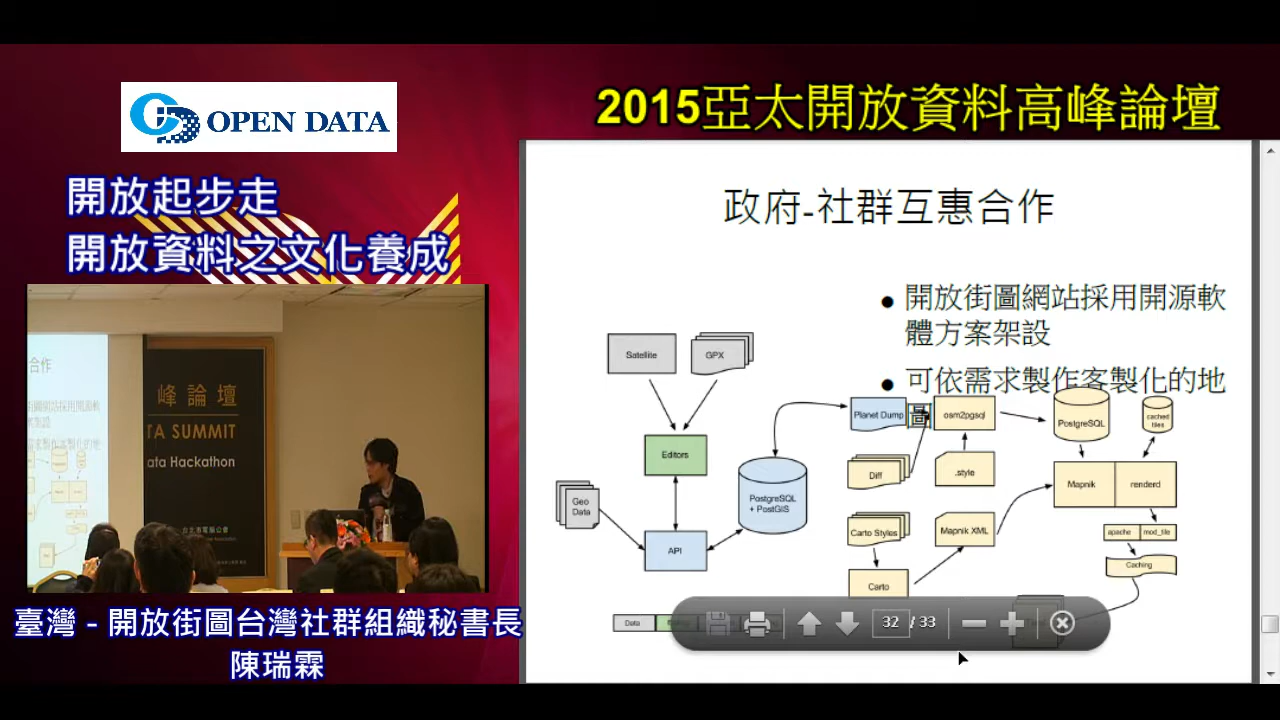 OPEN DATA
2015亞太開放資料高峰論壇
開放起步走
開放資料之文化養成
政府-社群互惠合作
● 開放街圖網站採用開源軟
體方案架設
● 可依需求製作客製化的地
圖
Satellite
GPX
Editors
Geo
Data
API
PostgreSQL
+ PostGIS
Planet Dump
osm2pgsql
PostgreSQL
cached
tiles
Diff
.style
Mapnik
renderd
Carto Styles
Mapnik XML
apache
mod_tile
Carto
Caching
Data
32 / 33
合作
峰論壇
TA SUMMIT
ata Hackathon
臺灣 - 開放街圖台灣社群組織秘書長
陳瑞霖